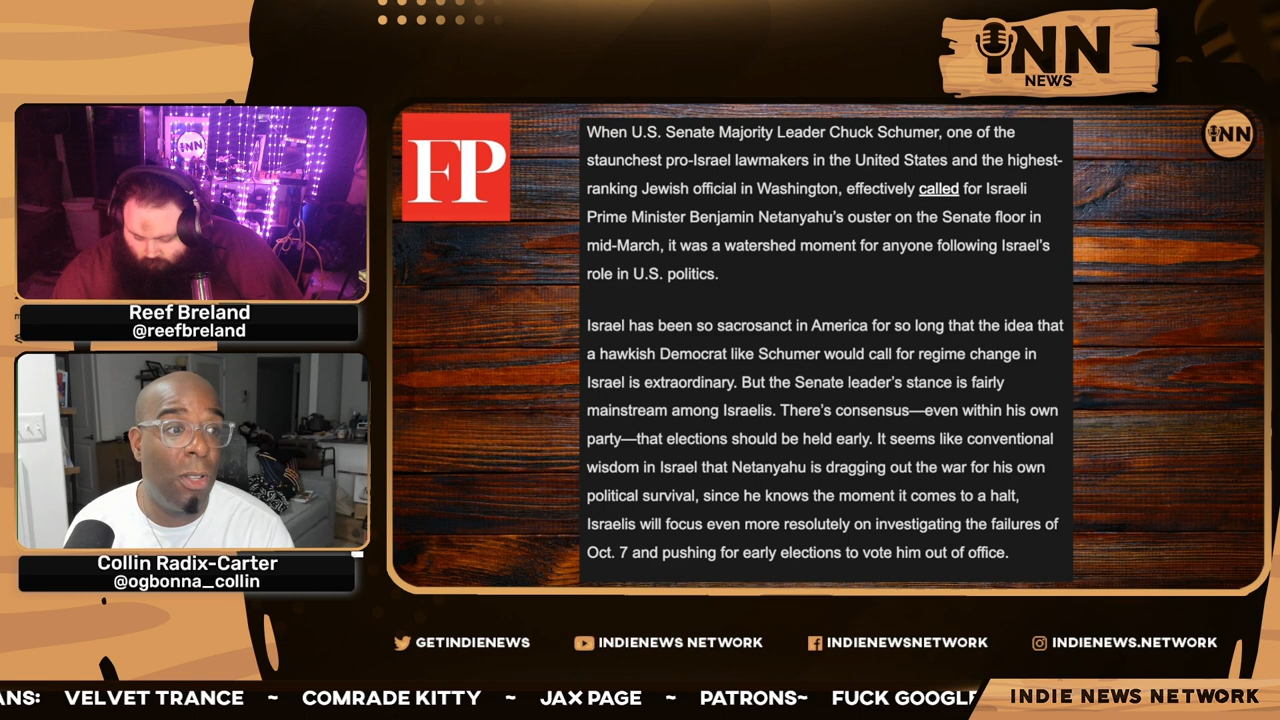 INN
NEWS
INN
INN
FP
When U.S. Senate Majority Leader Chuck Schumer, one of the
staunchest pro-Israel lawmakers in the United States and the highest-
ranking Jewish official in Washington, effectively called for Israeli
Prime Minister Benjamin Netanyahu’s ouster on the Senate floor in
mid-March, it was a watershed moment for anyone following Israel’s
role in U.S. politics.
Israel has been so sacrosanct in America for so long that the idea that
a hawkish Democrat like Schumer would call for regime change in
Israel is extraordinary. But the Senate leader’s stance is fairly
mainstream among Israelis. There’s consensus—even within his own
party—that elections should be held early. It seems like conventional
wisdom in Israel that Netanyahu is dragging out the war for his own
political survival, since he knows the moment it comes to a halt,
Israelis will focus even more resolutely on investigating the failures of
Oct. 7 and pushing for early elections to vote him out of office.
Reef Breland
@reefbreland
Collin Radix-Carter
@ogbonna_collin
GETINDIENEWS
INDIENEWS NETWORK
INDIENEWSNETWORK
INDIENEWS.NETWORK
ANS: VELVET TRANCE ~ COMRADE KITTY ~ JAX PAGE ~ PATRONS~ FUCK GOOGLE
INDIE NEWS NETWORK